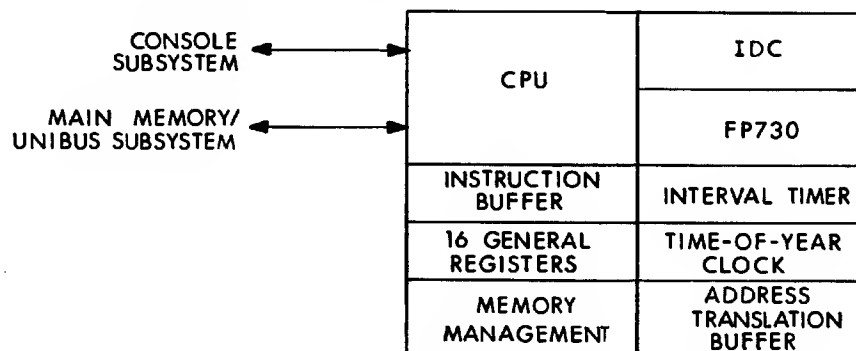 CONSOLE
SUBSYSTEM
MAIN MEMORY/
UNIBUS SUBSYSTEM
CPU
IDC
FP730
INSTRUCTION
BUFFER
INTERVAL TIMER
16 GENERAL
REGISTERS
TIME-OF-YEAR
CLOCK
MEMORY
MANAGEMENT
ADDRESS
TRANSLATION
BUFFER